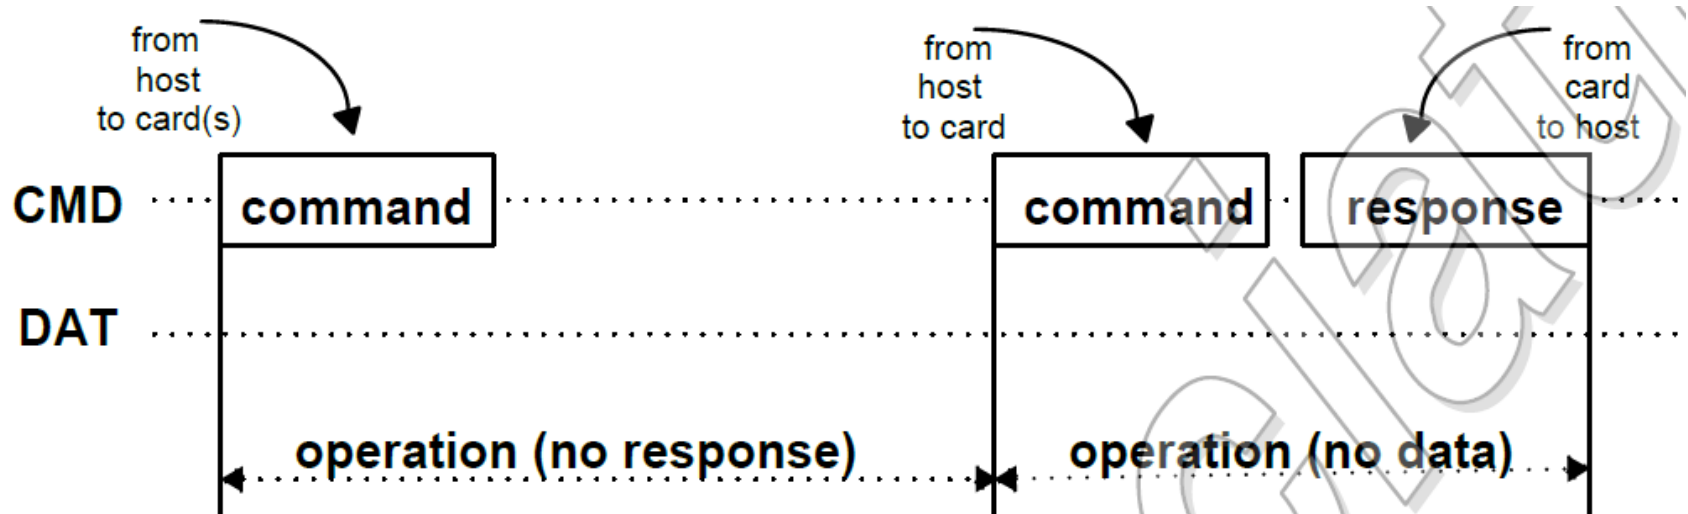 from
host
to card(s)
from
host
to card
from
card
to host
CMD
command
command
response
DAT
operation (no response)
operation (no data)